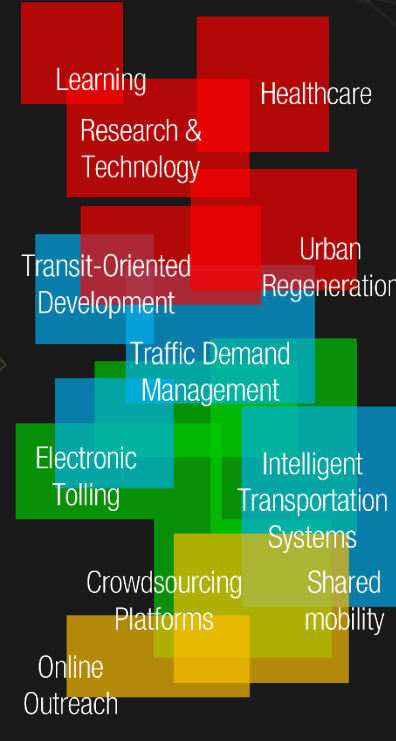 Learning
Healthcare
Research &
Technology
Urban
Regeneration
Transit-Oriented
Development
Traffic Demand
Management
Electronic
Tolling
Intelligent
Transportation
Systems
Crowdsourcing
Platforms
Shared
mobility
Online
Outreach